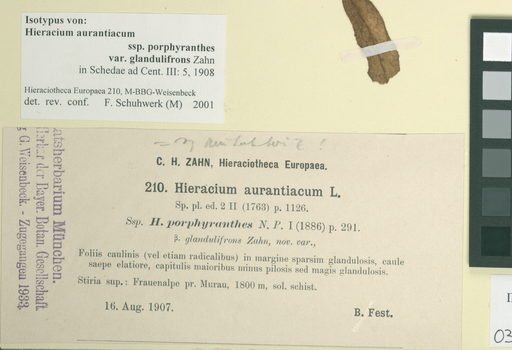 Isotypus von:
Hieracium aurantiacum
ssp. porphyranthes
var. glandulifrons Zahn
in Schedae ad Cent. III: 5, 1908
Hieraciotheca Europaea 210, M-BBG-Weisenbeck
det. rev. conf. F. Schuhwerk (M) 2001
C. H. ZAHN, Hieraciotheca Europaea.
210. Hieracium aurantiacum L.
Sp. pl. ed. 2 II (1763) p. 1126.
Ssp. H. porphyranthes N. P. I (1886) p. 291.
β. glandulifrons Zahn, nov. var.,
Foliis caulinis (vel etiam radicalibus) in margine sparsim glandulosis, caule
saepe elatiore, capitulis maioribus minus pilosis sed magis glandulosis.
Stiria sup.: Frauenalpe pr. Murau, 1800 m, sol. schist.
16. Aug. 1907. B. Fest.
atsherbarium München.
Herbar der Bayer. Botan. Gesellschaft
g G. Weisenbeck. - Zugegangen 1933.
03